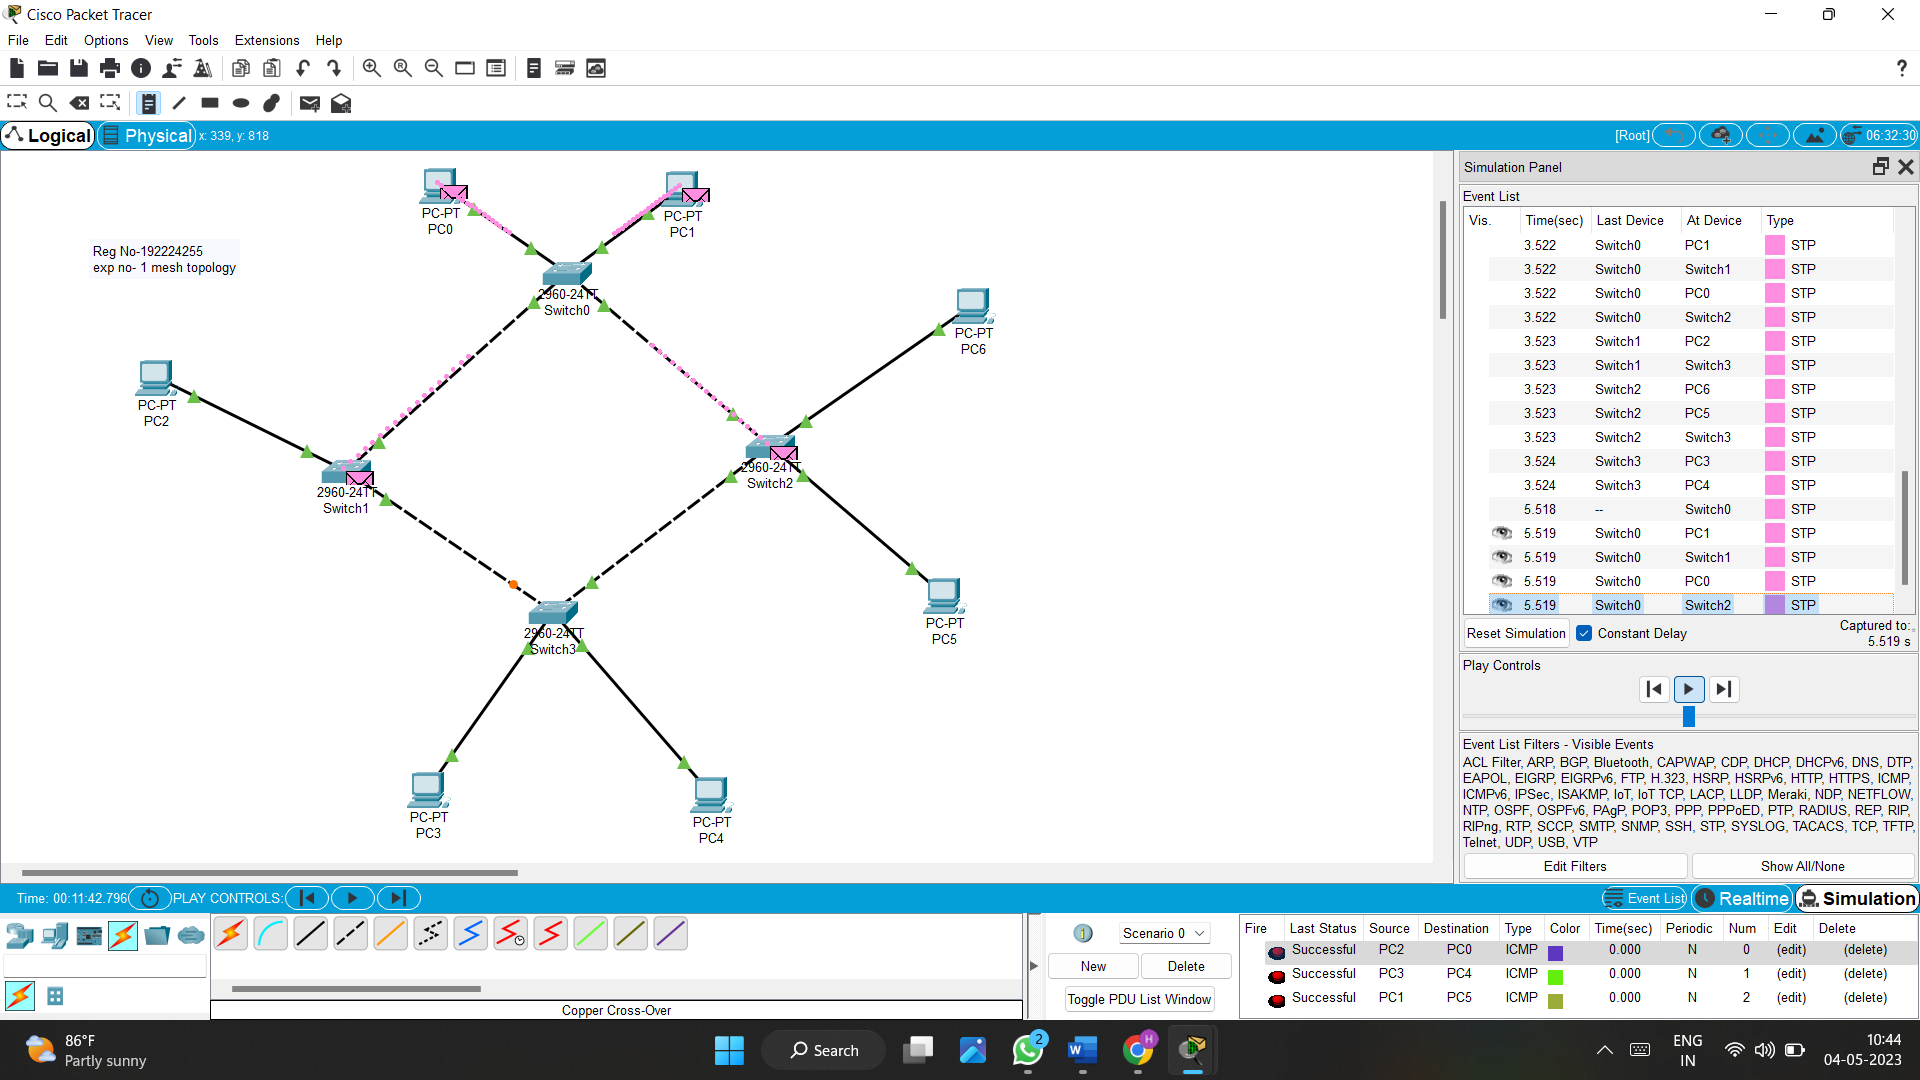 Cisco Packet Tracer
File Edit Options View Tools Extensions Help
?
Logical Physical x: 339, y: 818 [Root] 06:32:30
PC-PT
PC0
PC-PT
PC1
Reg No-192224255
exp no- 1 mesh topology
2960-24TT
Switch0
PC-PT
PC6
PC-PT
PC2
2960-24TT
Switch2
2960-24TT
Switch1
PC-PT
PC5
2960-24TT
Switch3
PC-PT
PC3
PC-PT
PC4
Simulation Panel
Event List
Vis. Time(sec) Last Device At Device Type
3.522 Switch0 PC1 STP
3.522 Switch0 Switch1 STP
3.522 Switch0 PC0 STP
3.522 Switch0 Switch2 STP
3.523 Switch1 PC2 STP
3.523 Switch1 Switch3 STP
3.523 Switch2 PC6 STP
3.523 Switch2 PC5 STP
3.523 Switch2 Switch3 STP
3.524 Switch3 PC3 STP
3.524 Switch3 PC4 STP
5.518 -- Switch0 STP
5.519 Switch0 PC1 STP
5.519 Switch0 Switch1 STP
5.519 Switch0 PC0 STP
5.519 Switch0 Switch2 STP
Reset Simulation Constant Delay Captured to:
5.519 s
Play Controls
Event List Filters - Visible Events
ACL Filter, ARP, BGP, Bluetooth, CAPWAP, CDP, DHCP, DHCPv6, DNS, DTP,
EAPOL, EIGRP, EIGRPv6, FTP, H.323, HSRP, HSRPv6, HTTP, HTTPS, ICMP,
ICMPv6, IPSec, ISAKMP, IoT, IoT TCP, LACP, LLDP, Meraki, NDP, NETFLOW,
NTP, OSPF, OSPFv6, PAgP, POP3, PPP, PPPoED, PTP, RADIUS, REP, RIP,
RIPng, RTP, SCCP, SMTP, SNMP, SSH, STP, SYSLOG, TACACS, TCP, TFTP,
Telnet, UDP, USB, VTP
Edit Filters Show All/None
Time: 00:11:42.796 PLAY CONTROLS: Event List Realtime Simulation
Scenario 0
New Delete
Toggle PDU List Window
Fire Last Status Source Destination Type Color Time(sec) Periodic Num Edit Delete
Successful PC2 PC0 ICMP 0.000 N 0 (edit) (delete)
Successful PC3 PC4 ICMP 0.000 N 1 (edit) (delete)
Successful PC1 PC5 ICMP 0.000 N 2 (edit) (delete)
Copper Cross-Over
86°F
Partly sunny
Search
2
H
ENG
IN
10:44
04-05-2023